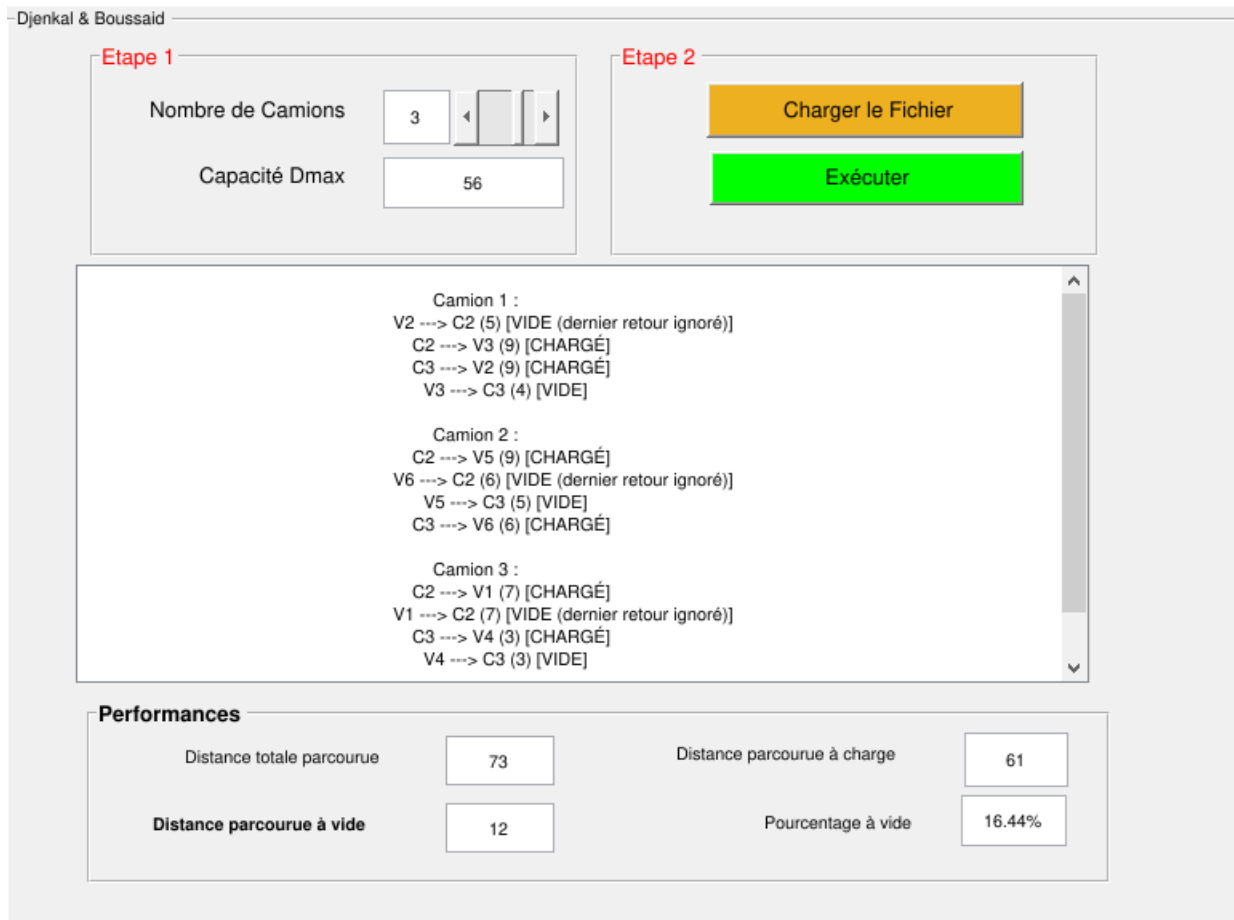 Djenkal & Boussaid
Etape 1
Nombre de Camions
3
Capacité Dmax
56
Etape 2
Charger le Fichier
Exécuter
Camion 1 :
V2 ---> C2 (5) [VIDE (dernier retour ignoré)]
C2 ---> V3 (9) [CHARGÉ]
C3 ---> V2 (9) [CHARGÉ]
V3 ---> C3 (4) [VIDE]
Camion 2 :
C2 ---> V5 (9) [CHARGÉ]
V6 ---> C2 (6) [VIDE (dernier retour ignoré)]
V5 ---> C3 (5) [VIDE]
C3 ---> V6 (6) [CHARGÉ]
Camion 3 :
C2 ---> V1 (7) [CHARGÉ]
V1 ---> C2 (7) [VIDE (dernier retour ignoré)]
C3 ---> V4 (3) [CHARGÉ]
V4 ---> C3 (3) [VIDE]
Performances
Distance totale parcourue
73
Distance parcourue à charge
61
Distance parcourue à vide
12
Pourcentage à vide
16.44%